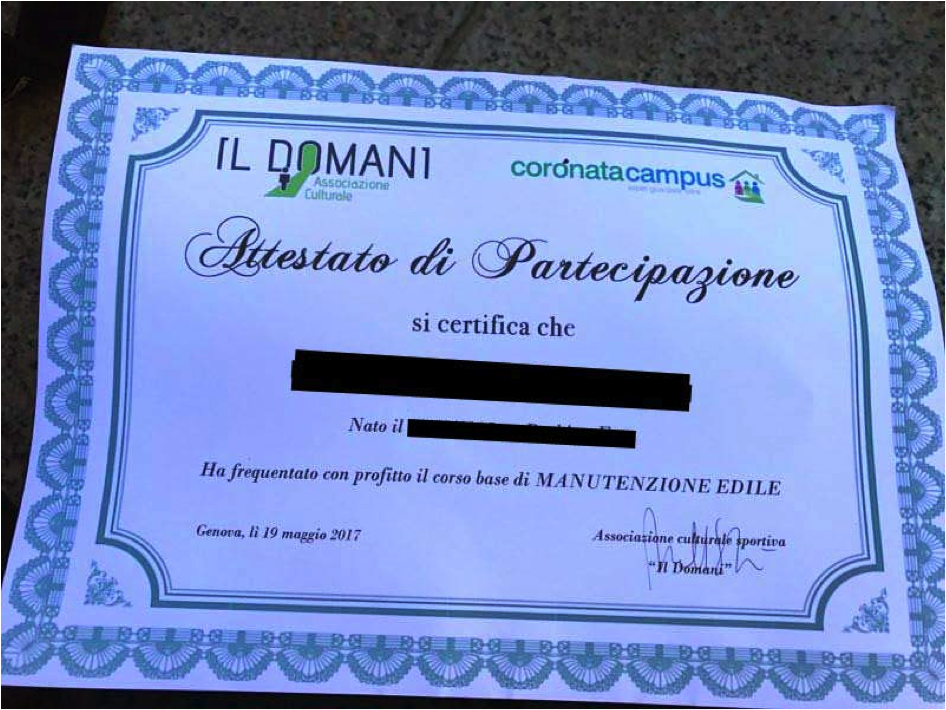 IL DOMANI
Associazione
Culturale
coronatacampus
Attestato di Partecipazione
si certifica che
Nato il
Ha frequentato con profitto il corso base di MANUTENZIONE EDILE
Genova, lì 19 maggio 2017
Associazione culturale sportiva
“Il Domani”